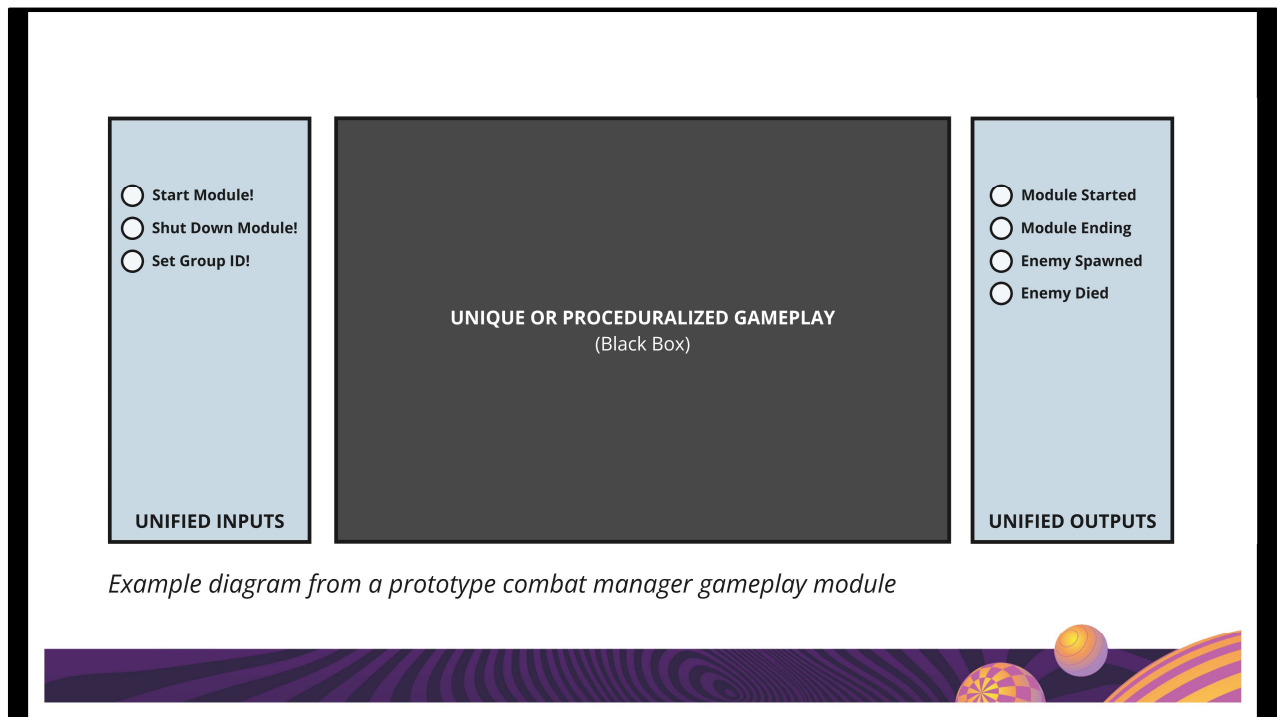 Start Module!
Shut Down Module!
Set Group ID!
UNIFIED INPUTS
UNIQUE OR PROCEDURALIZED GAMEPLAY
(Black Box)
Module Started
Module Ending
Enemy Spawned
Enemy Died
UNIFIED OUTPUTS
Example diagram from a prototype combat manager gameplay module